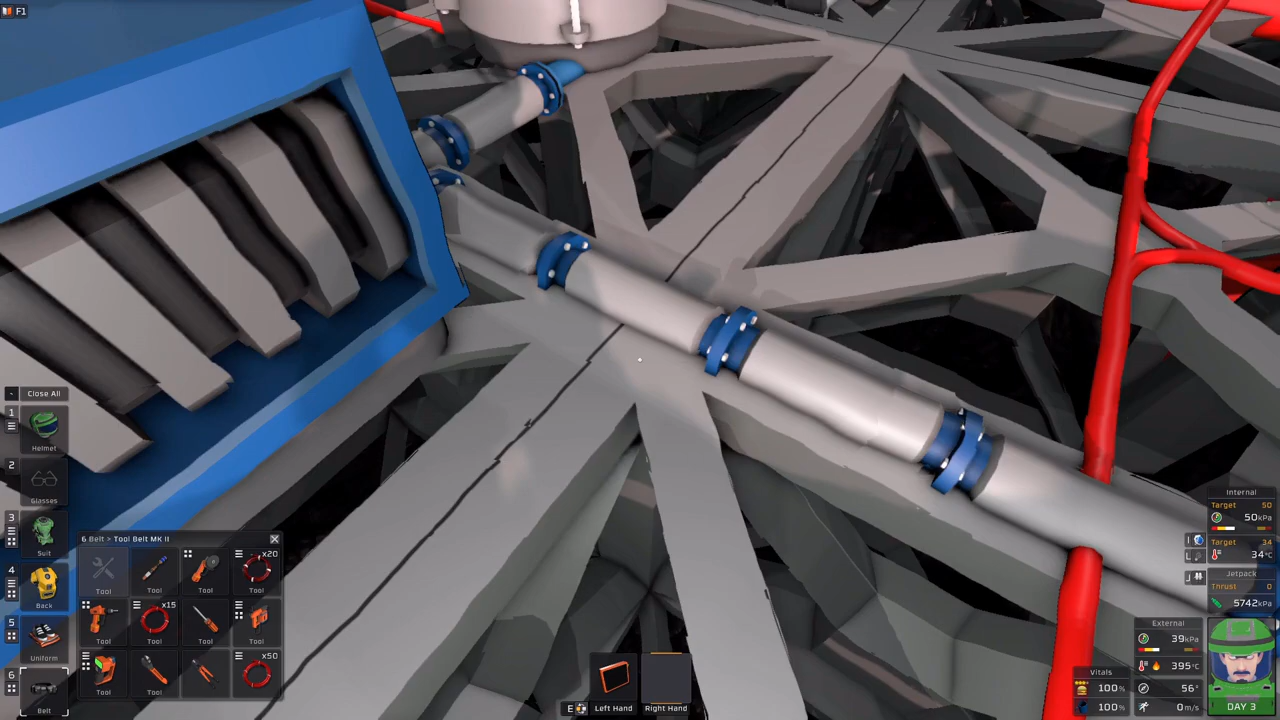 F1
Close All
1
Helmet
2
Glasses
3
Suit
4
Back
5
Uniform
6
Belt
6 Belt > Tool Belt MK II
Tool
Tool
Tool
x20
Tool
Tool
x15
Tool
Tool
Tool
Tool
Tool
Tool
x50
Tool
E
Left Hand
Right Hand
Internal
Target 50
50kPa
Target 34
34°C
Jetpack
Thrust 0
5742kPa
External
39kPa
395°C
56°
0m/s
Vitals
100%
100%
DAY 3